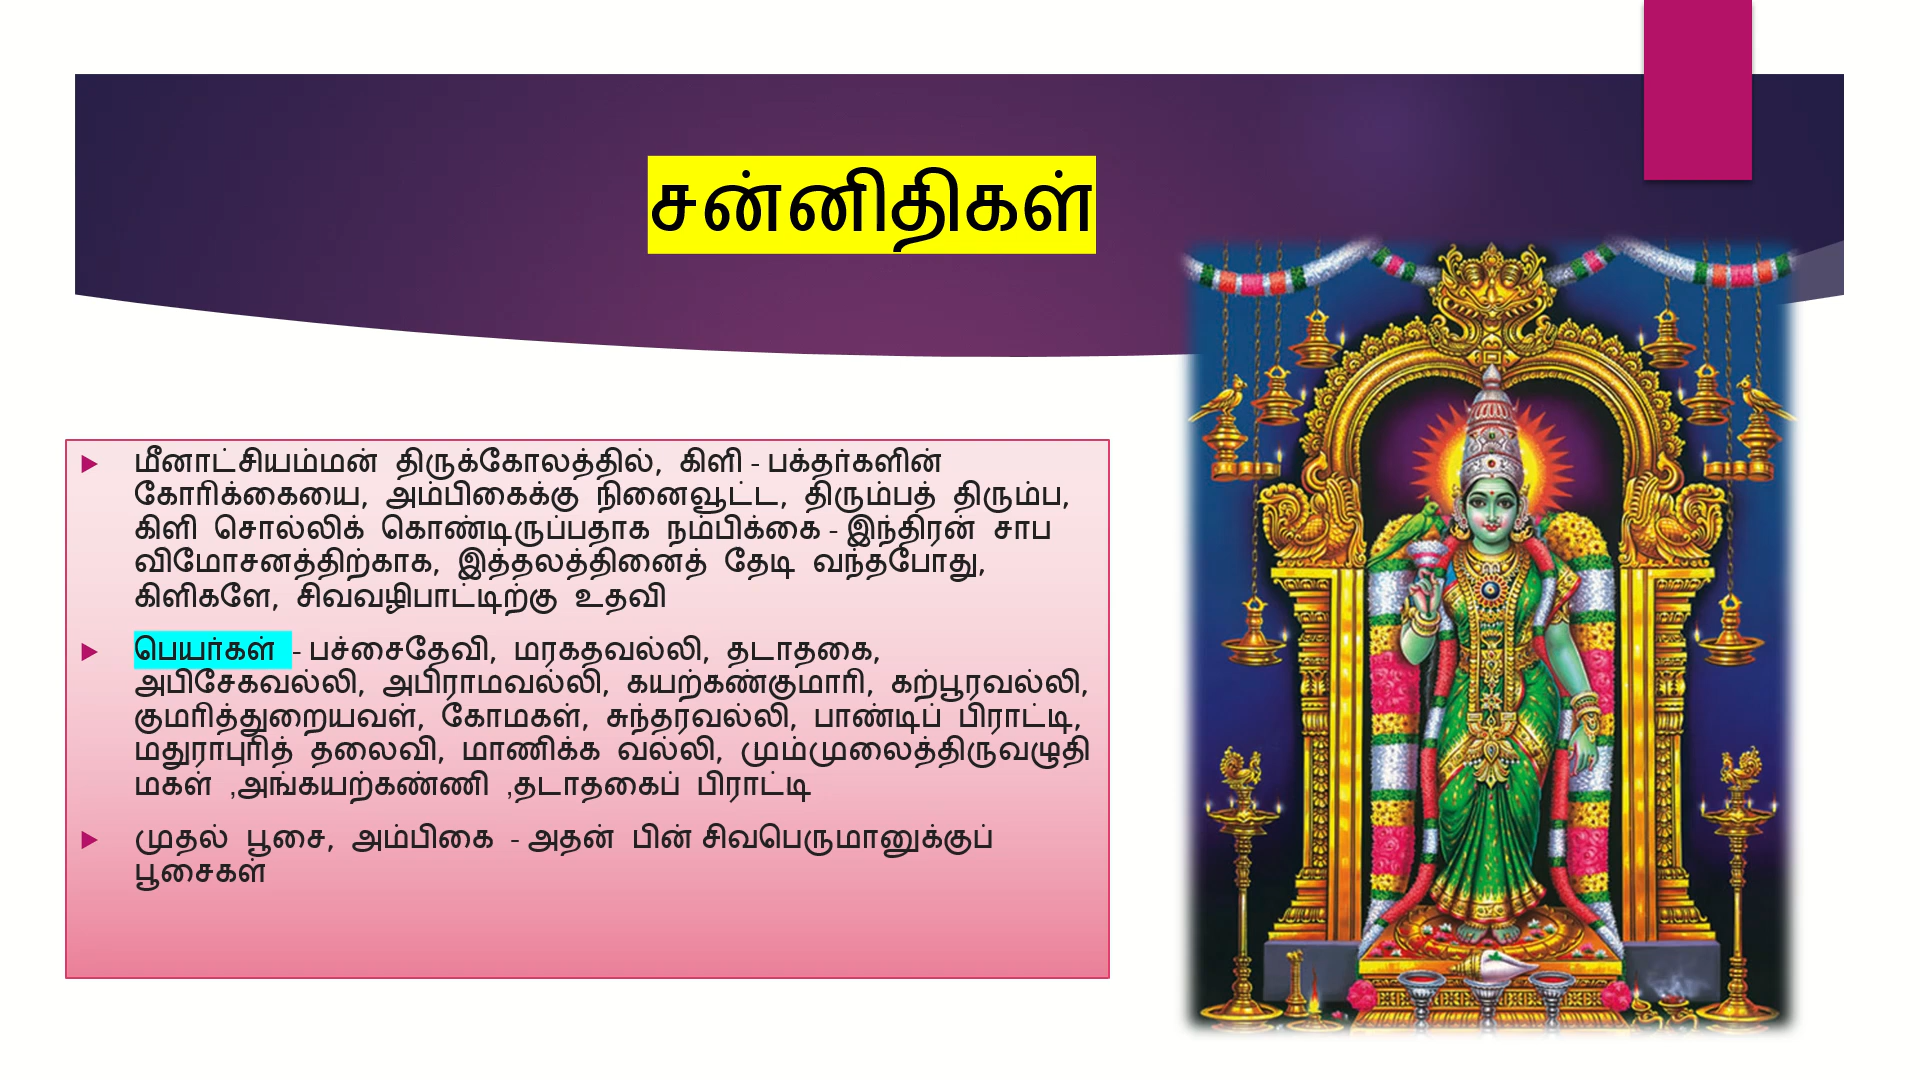 சன்னிதிகள்
மீனாட்சியம்மன் திருக்கோலத்தில், கிளி - பக்தர்களின்
கோரிக்கையை, அம்பிகைக்கு நினைவூட்ட, திரும்பத் திரும்ப,
கிளி சொல்லிக் கொண்டிருப்பதாக நம்பிக்கை - இந்திரன் சாப
விமோசனத்திற்காக, இத்தலத்தினைத் தேடி வந்தபோது,
கிளிகளே, சிவவழிபாட்டிற்கு உதவி
பெயர்கள் - பச்சைதேவி, மரகதவல்லி, தடாதகை,
அபிசேகவல்லி, அபிராமவல்லி, கயற்கண்குமாரி, கற்பூரவல்லி,
குமரித்துறையவள், கோமகள், சுந்தரவல்லி, பாண்டிப் பிராட்டி,
மதுராபுரித் தலைவி, மாணிக்க வல்லி, மும்முலைத்திருவழுதி
மகள் ,அங்கயற்கண்ணி ,தடாதகைப் பிராட்டி
முதல் பூசை, அம்பிகை - அதன் பின் சிவபெருமானுக்குப்
பூசைகள்